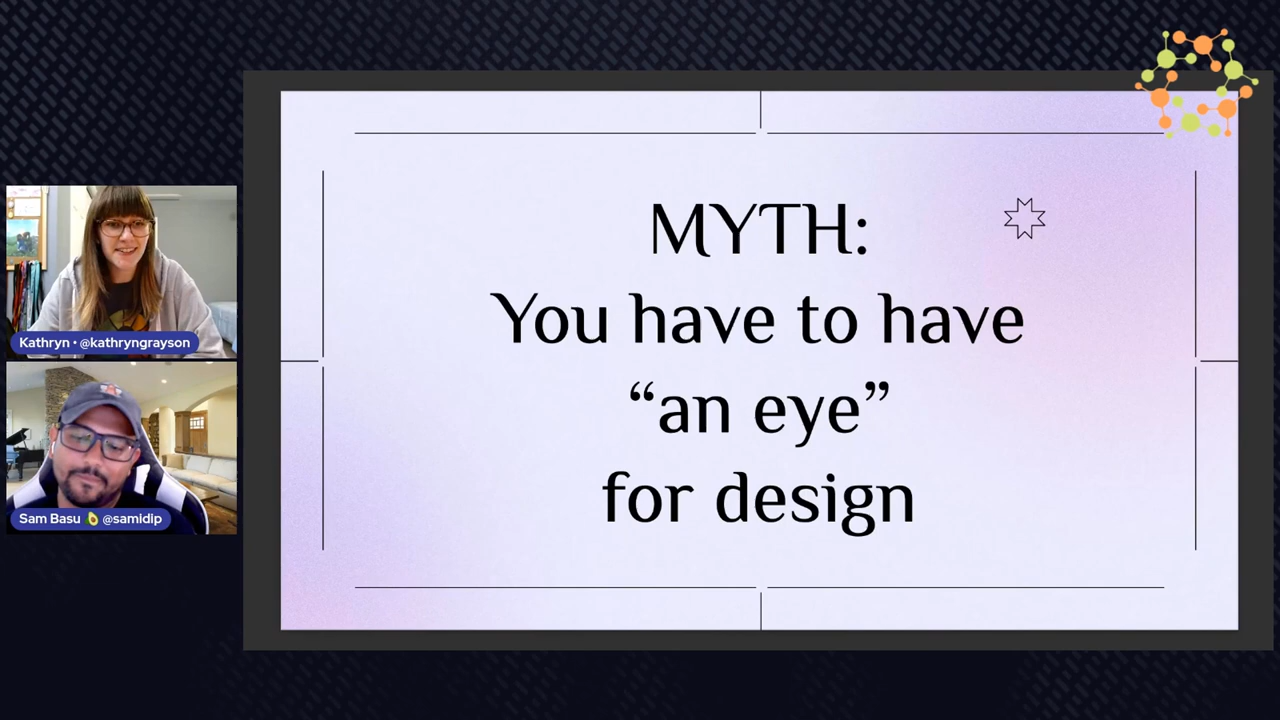 MYTH:
You have to have
“an eye”
for design
Kathryn • @kathryngrayson
Sam Basu 🥑 @samidip